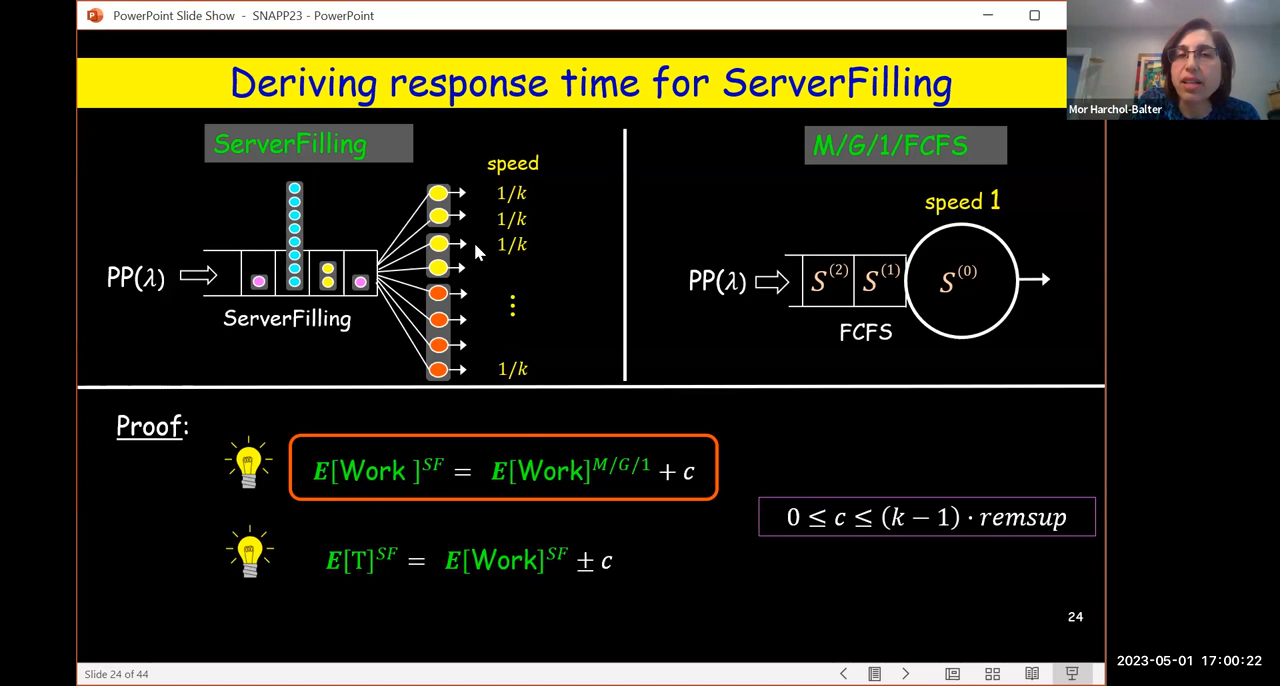 PowerPoint Slide Show - SNAPP23 - PowerPoint
Mor Harchol-Balter
Deriving response time for ServerFilling
ServerFilling
speed
1/k
1/k
1/k
⋮
1/k
PP(λ)
ServerFilling
M/G/1/FCFS
speed 1
PP(λ)
S^(2) S^(1) S^(0)
FCFS
Proof:
E[Work ]^SF = E[Work]^M/G/1 + c
0 ≤ c ≤ (k − 1) · remsup
E[T]^SF = E[Work]^SF ± c
24
Slide 24 of 44
2023-05-01 17:00:22